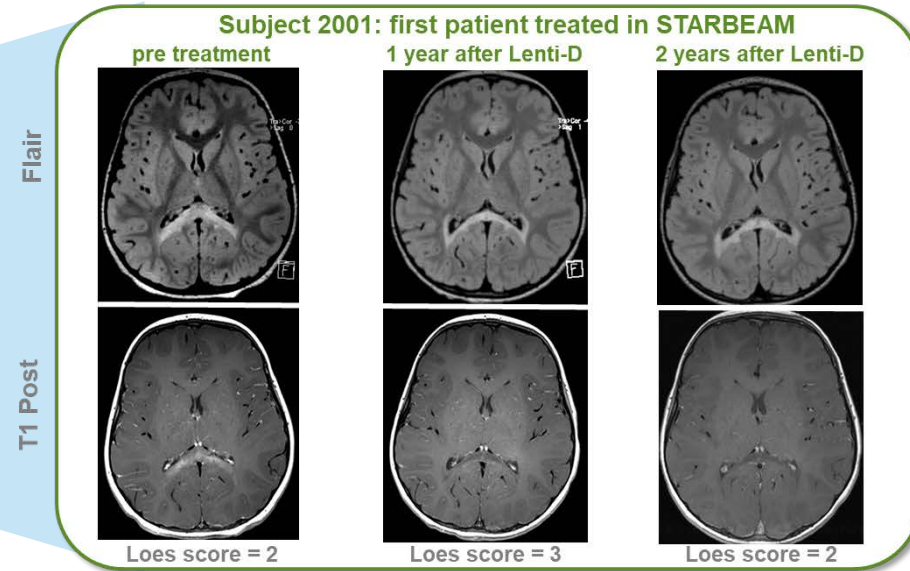 Subject 2001: first patient treated in STARBEAM
pre treatment
1 year after Lenti-D
2 years after Lenti-D
Flair
F
F
T1 Post
Loes score = 2
Loes score = 3
Loes score = 2